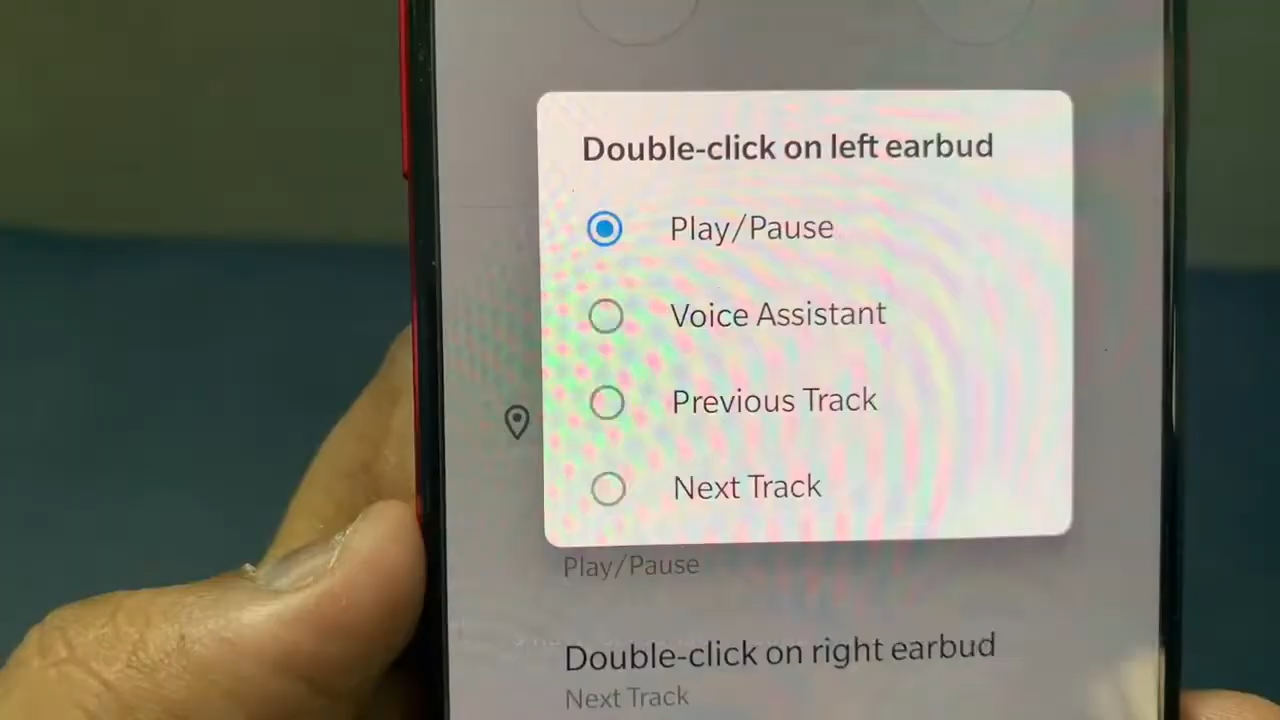 Double-click on left earbud
Play/Pause
Voice Assistant
Previous Track
Next Track
Play/Pause
Double-click on right earbud
Next Track